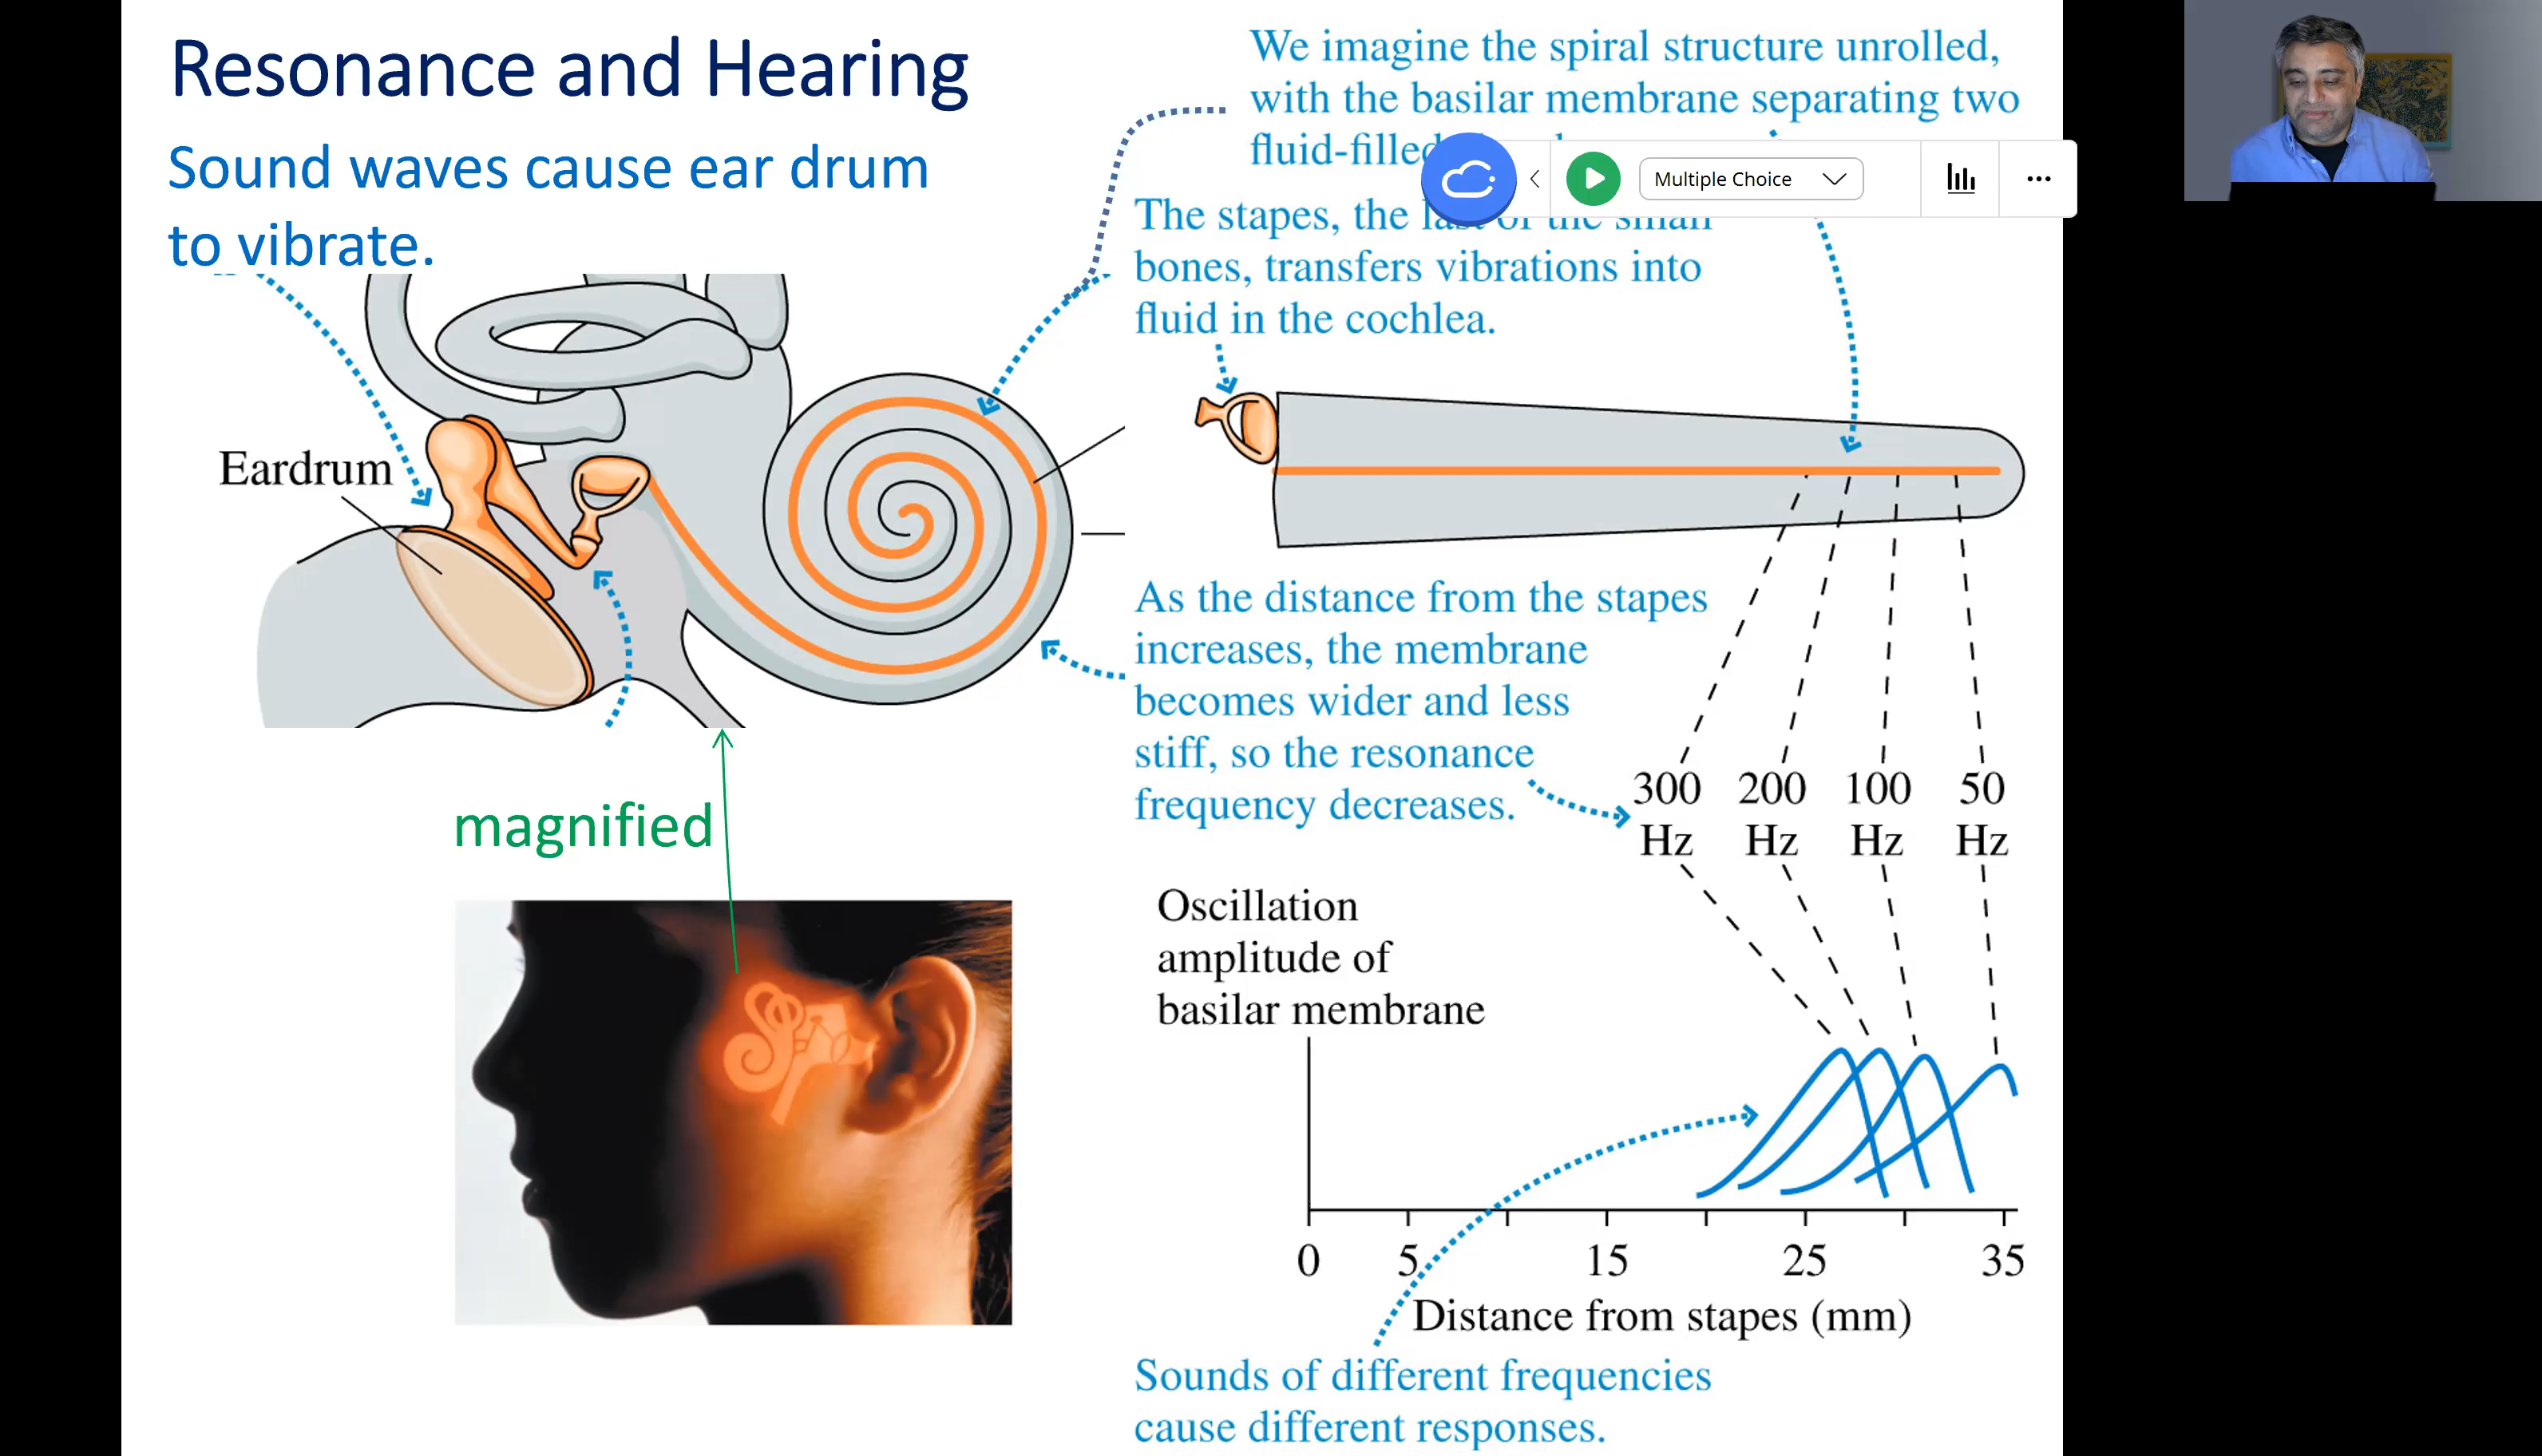 Resonance and Hearing
Sound waves cause ear drum
to vibrate.
Eardrum
magnified
We imagine the spiral structure unrolled,
with the basilar membrane separating two
fluid-filled
Multiple Choice
The stapes, the last of the small
bones, transfers vibrations into
fluid in the cochlea.
As the distance from the stapes
increases, the membrane
becomes wider and less
stiff, so the resonance
frequency decreases.
300 200 100 50
Hz Hz Hz Hz
Oscillation
amplitude of
basilar membrane
0 5 15 25 35
Distance from stapes (mm)
Sounds of different frequencies
cause different responses.